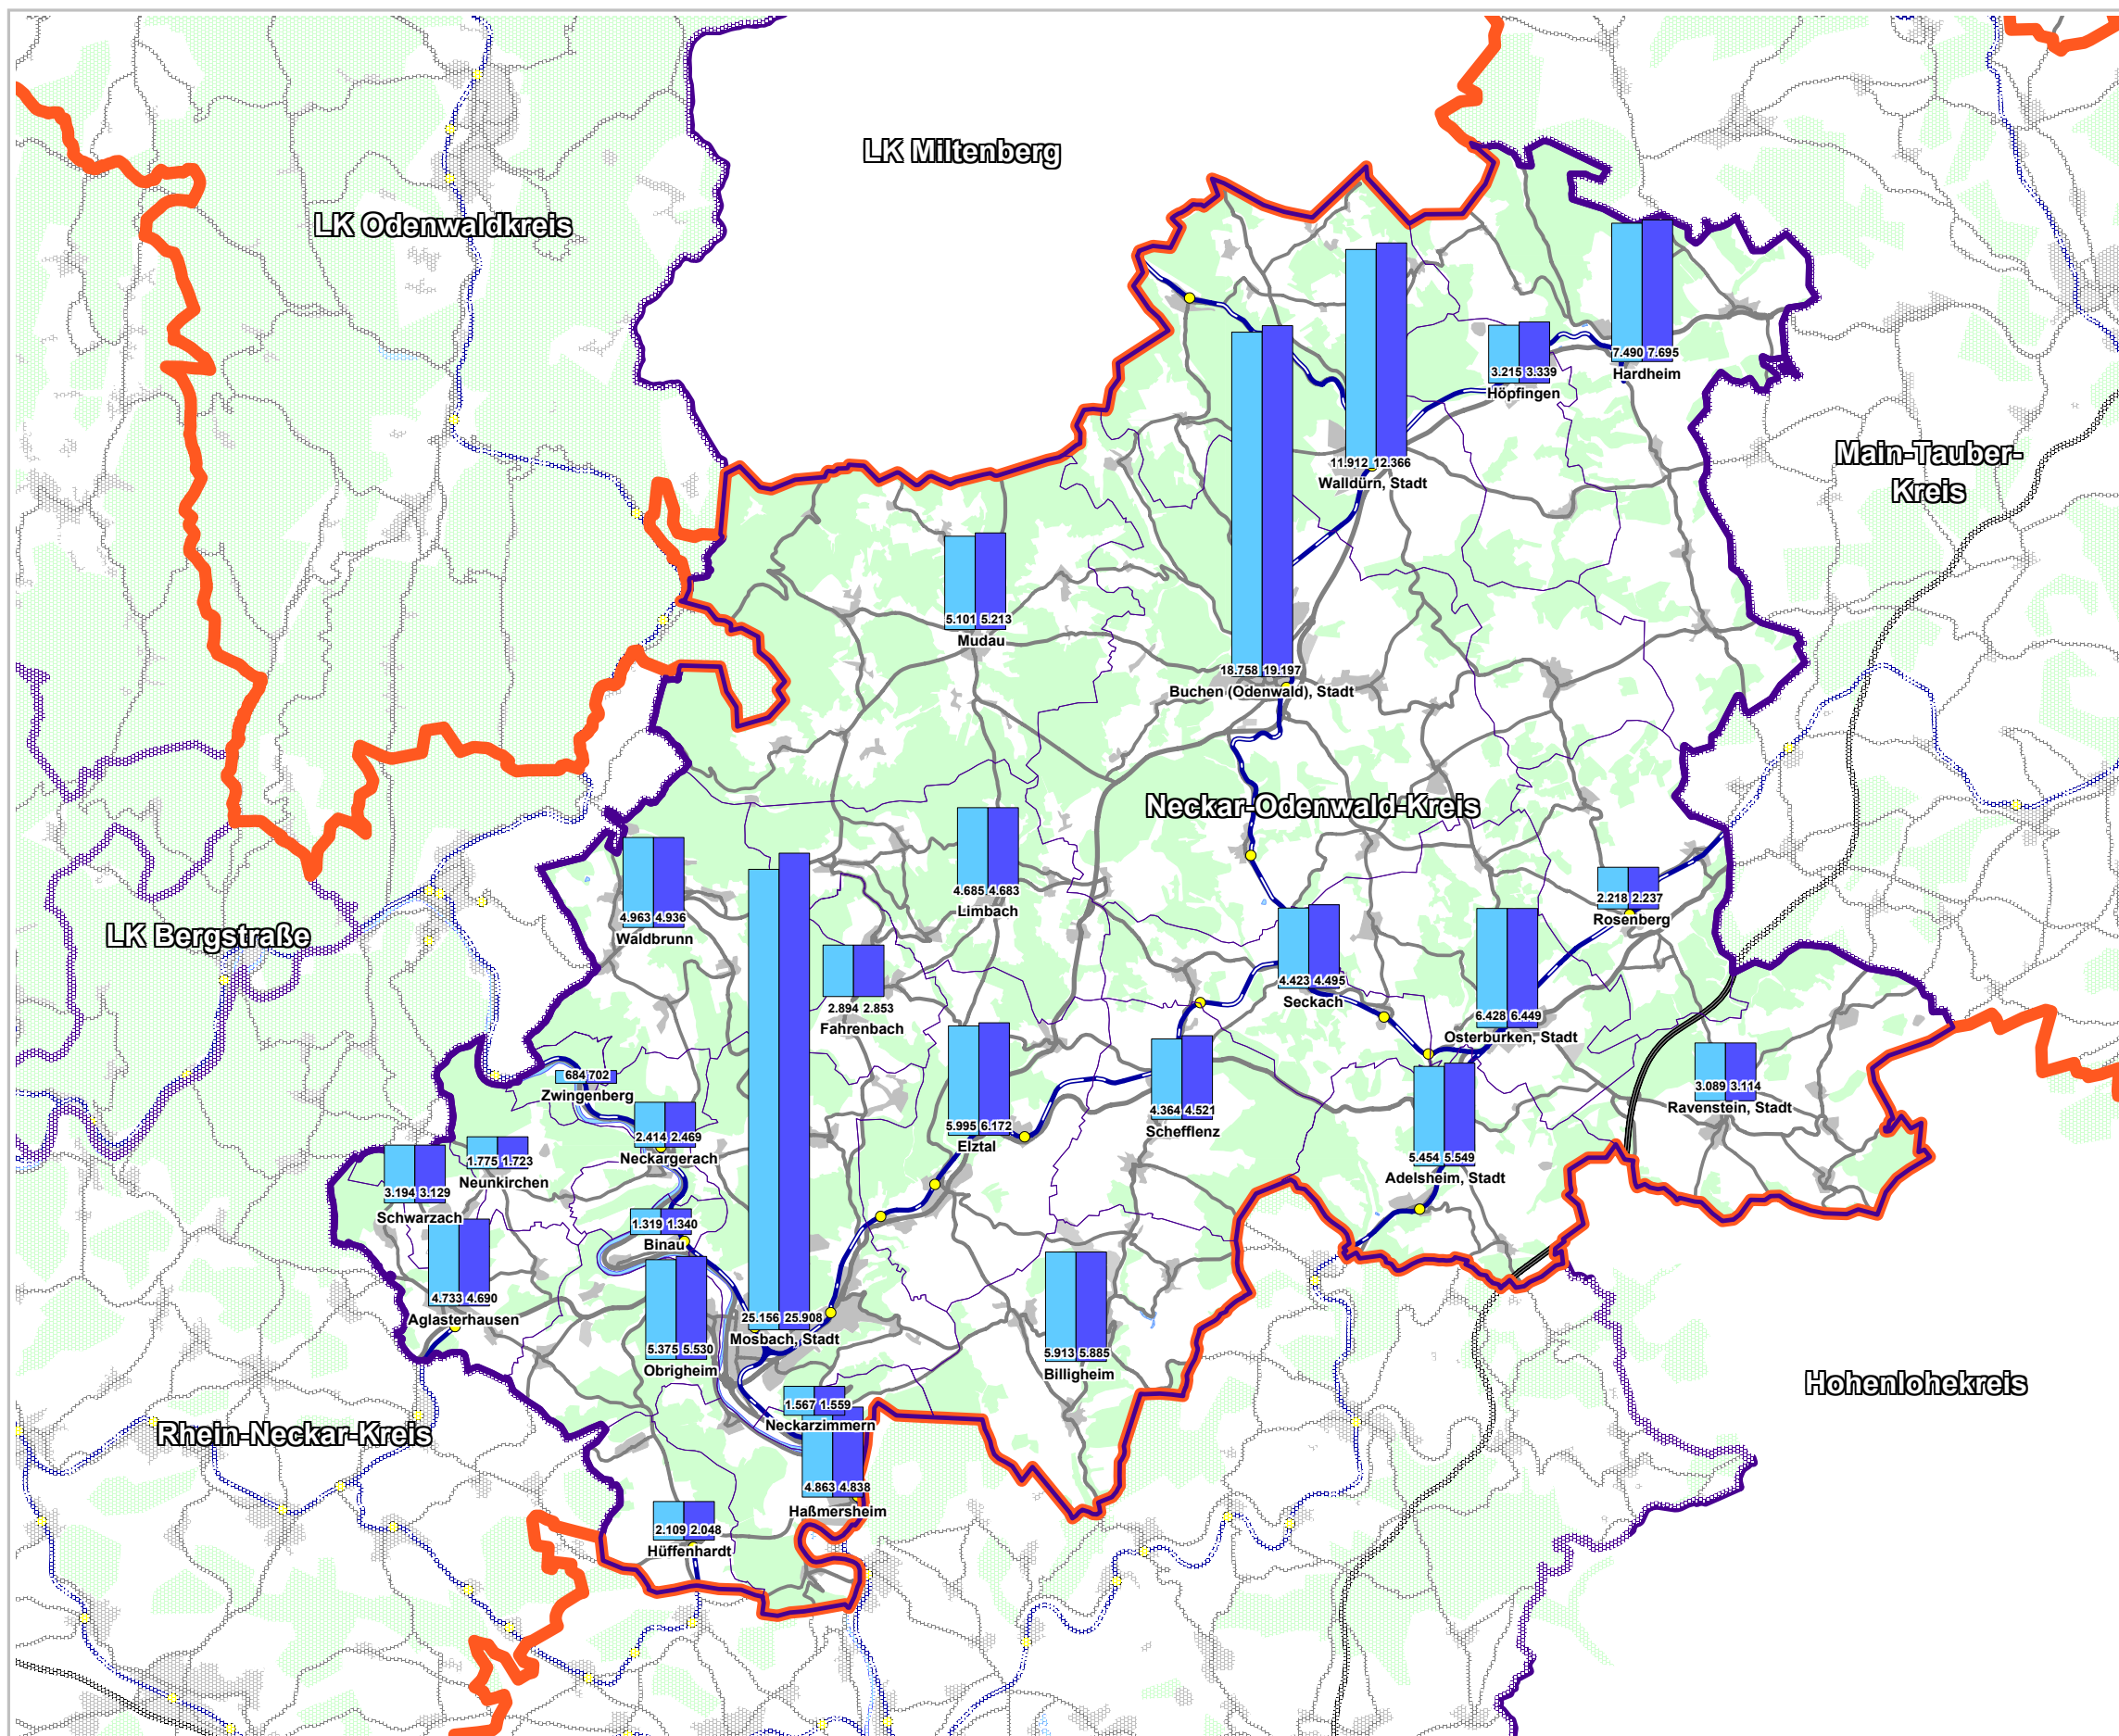 LK Miltenberg
LK Odenwaldkreis
7.490 7.695
Hardheim
3.215 3.339
Höpfingen
11.912 12.366
Walldürn, Stadt
Main-Tauber-
Kreis
5.101 5.213
Mudau
18.758 19.197
Buchen (Odenwald), Stadt
Neckar-Odenwald-Kreis
4.685 4.683
Limbach
4.963 4.936
Waldbrunn
2.218 2.237
Rosenberg
LK Bergstraße
4.423 4.495
Seckach
2.894 2.853
Fahrenbach
6.428 6.449
Osterburken, Stadt
684 702
Zwingenberg
3.089 3.114
Ravenstein, Stadt
4.364 4.521
Schefflenz
5.995 6.172
Elztal
2.414 2.469
Neckargerach
5.454 5.549
Adelsheim, Stadt
1.775 1.723
Neunkirchen
3.194 3.129
Schwarzach
1.319 1.340
Binau
4.733 4.690
Aglasterhausen
25.156 25.908
Mosbach, Stadt
5.375 5.530
Obrigheim
5.913 5.885
Billigheim
Hohenlohekreis
1.567 1.559
Neckarzimmern
Rhein-Neckar-Kreis
4.863 4.838
Haßmersheim
2.109 2.048
Hüffenhardt